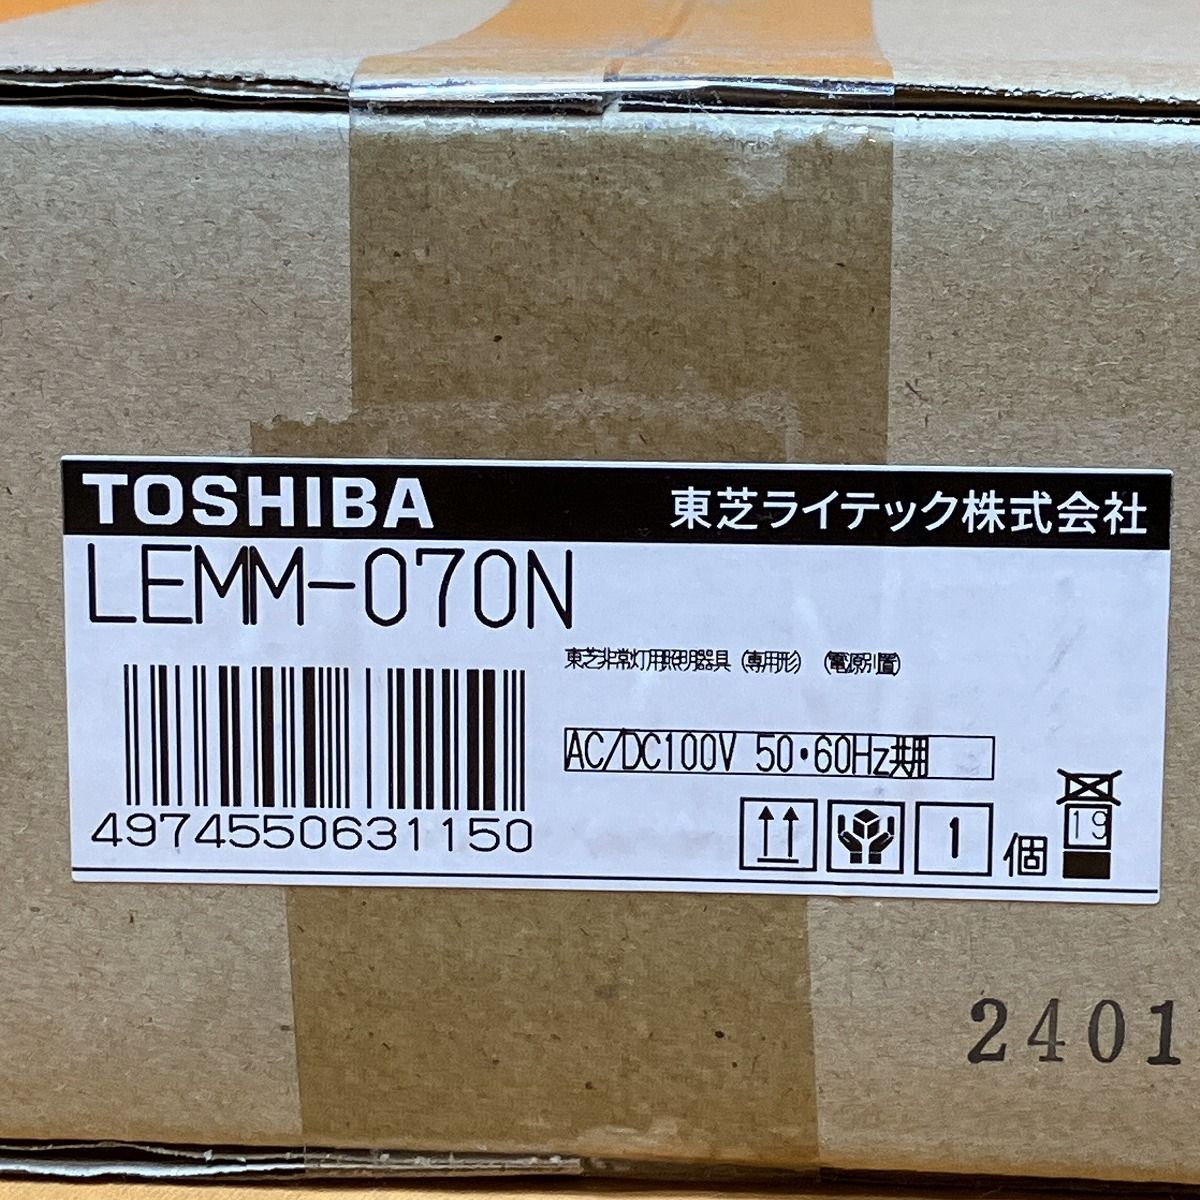 TOSHIBA 東芝ライテック株式会社
LEMM-070N
東芝非常灯用照明器具（専用形）（電源別置）
AC/DC100V 50・60Hz共用
4974550631150
1 個 19
2401